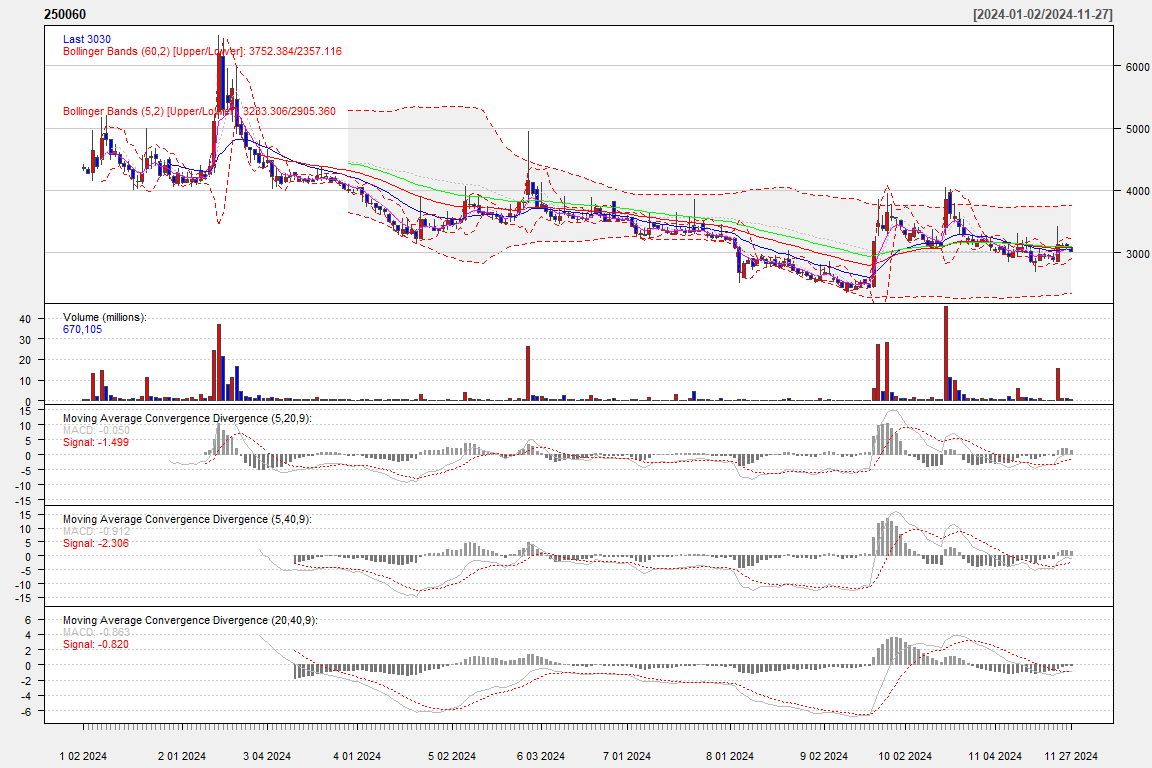 250060
[2024-01-02/2024-11-27]
Last 3030
Bollinger Bands (60,2) [Upper/Lower]: 3752.384/2357.116
Bollinger Bands (5,2) [Upper/Lower]: 3233.306/2905.360
6000
5000
4000
3000
Volume (millions):
670,105
40
30
20
10
0
Moving Average Convergence Divergence (5,20,9):
MACD: -0.050
Signal: -1.499
15
10
5
0
-5
-10
-15
Moving Average Convergence Divergence (5,40,9):
MACD: -0.912
Signal: -2.306
15
10
5
0
-5
-10
-15
Moving Average Convergence Divergence (20,40,9):
MACD: -0.863
Signal: -0.820
6
4
2
0
-2
-4
-6
1 02 2024
2 01 2024
3 04 2024
4 01 2024
5 02 2024
6 03 2024
7 01 2024
8 01 2024
9 02 2024
10 02 2024
11 04 2024
11 27 2024